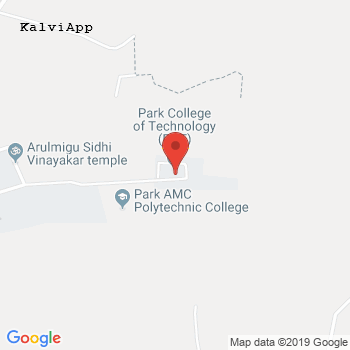 KalviApp
Park College
of Technology
Arulmigu Sidhi
Vinayakar temple
Park AMC
Polytechnic College
Google
Map data ©2019 Google